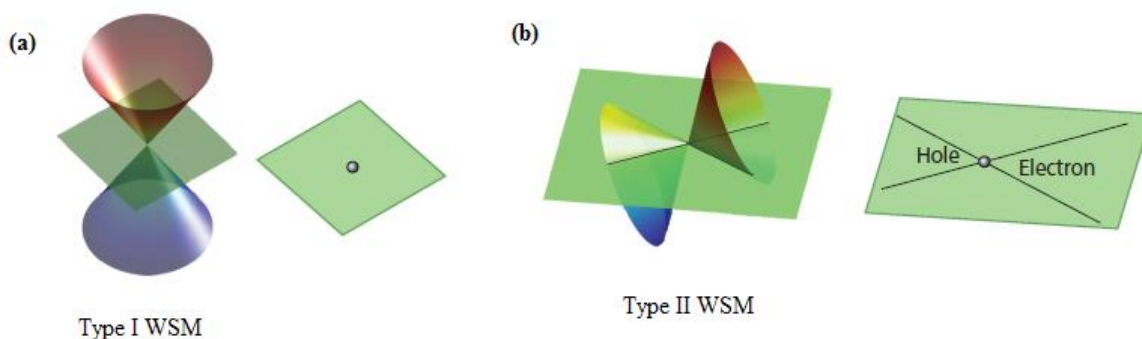 (a)
Type I WSM
(b)
Hole
Electron
Type II WSM